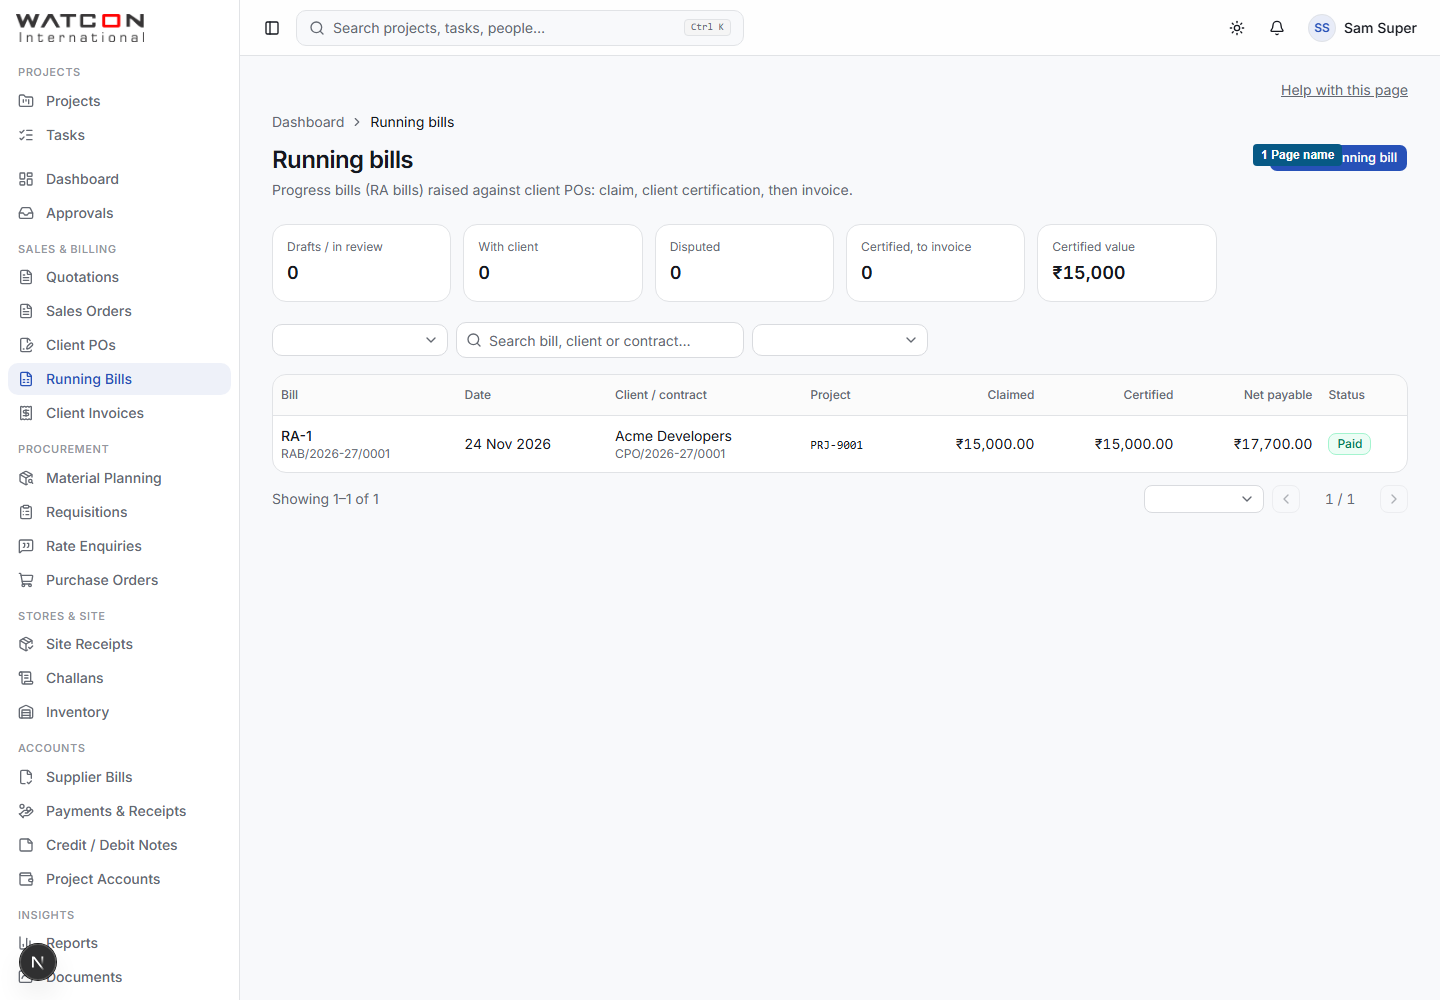 WATCON
International
PROJECTS
Projects
Tasks
Dashboard
Approvals
SALES & BILLING
Quotations
Sales Orders
Client POs
Running Bills
Client Invoices
PROCUREMENT
Material Planning
Requisitions
Rate Enquiries
Purchase Orders
STORES & SITE
Site Receipts
Challans
Inventory
ACCOUNTS
Supplier Bills
Payments & Receipts
Credit / Debit Notes
Project Accounts
INSIGHTS
Reports
Documents
N
Search projects, tasks, people...
Ctrl K
SS
Sam Super
Help with this page
Dashboard > Running bills
Running bills
1 Page name
nning bill
Progress bills (RA bills) raised against client POs: claim, client certification, then invoice.
Drafts / in review
0
With client
0
Disputed
0
Certified, to invoice
0
Certified value
₹15,000
Search bill, client or contract...
Bill Date Client / contract Project Claimed Certified Net payable Status
RA-1 24 Nov 2026 Acme Developers PRJ-9001 ₹15,000.00 ₹15,000.00 ₹17,700.00 Paid
RAB/2026-27/0001 CPO/2026-27/0001
Showing 1–1 of 1
1 / 1